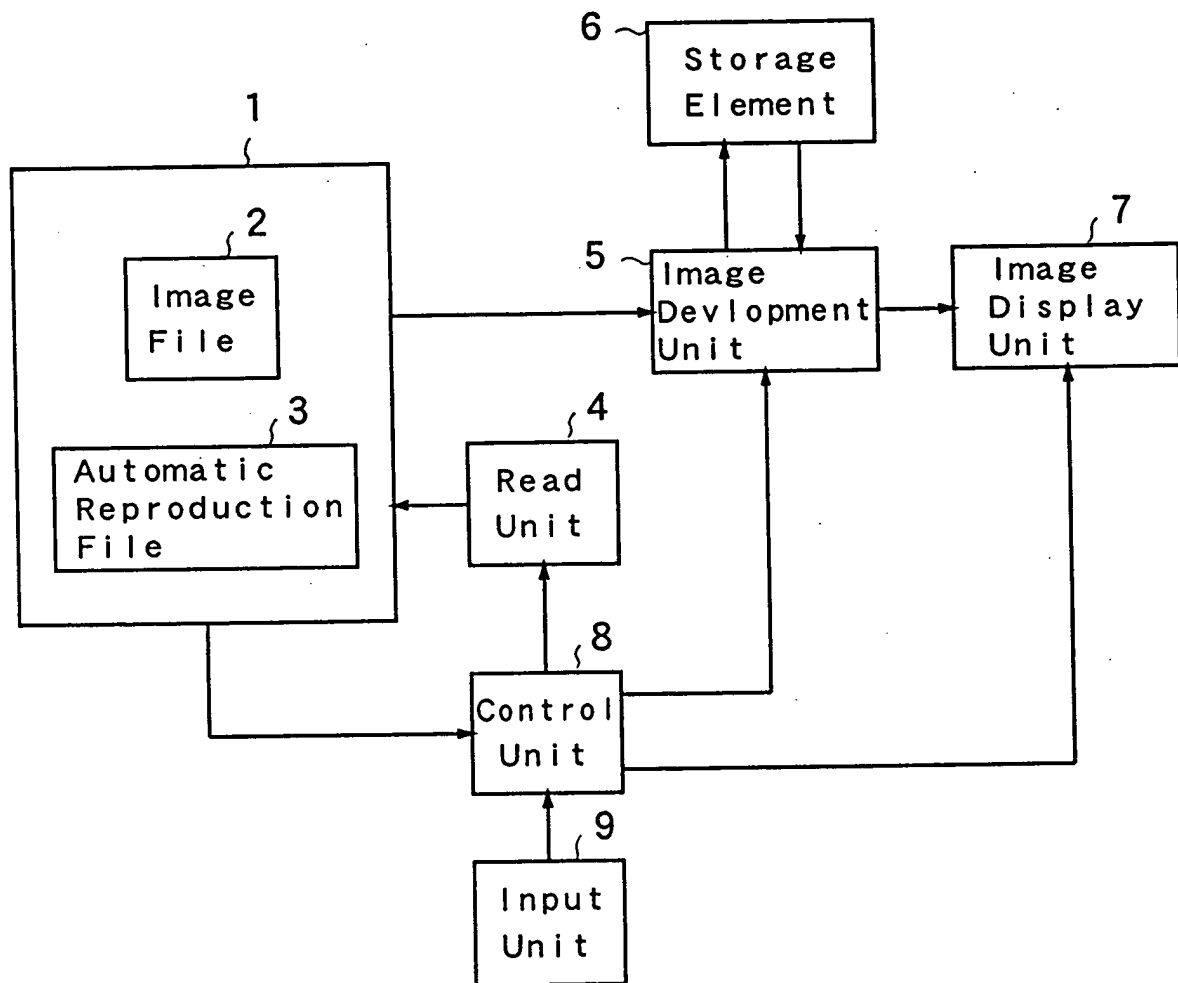 6
Storage
Element
1
2
Image
File
5
Image
Devlopment
Unit
7
Image
Display
Unit
3
Automatic
Reproduction
File
4
Read
Unit
8
Control
Unit
9
Input
Unit